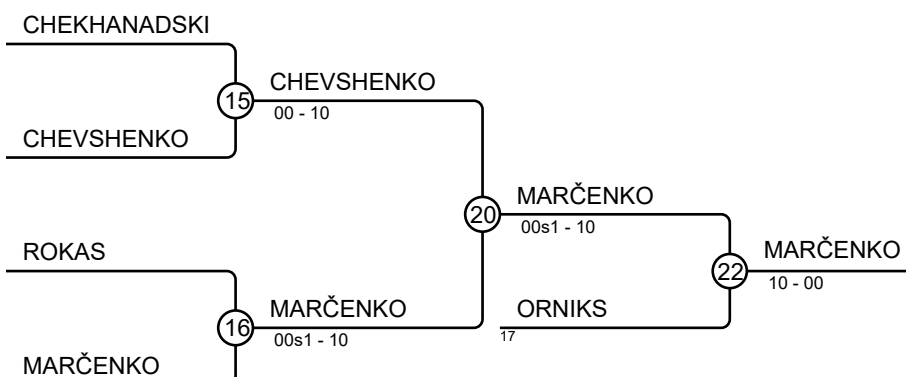 CHEKHANADSKI
15
CHEVSHENKO
00 - 10
CHEVSHENKO
20
MARČENKO
00s1 - 10
ROKAS
22
MARČENKO
10 - 00
16
MARČENKO
00s1 - 10
ORNIKS
17
MARČENKO